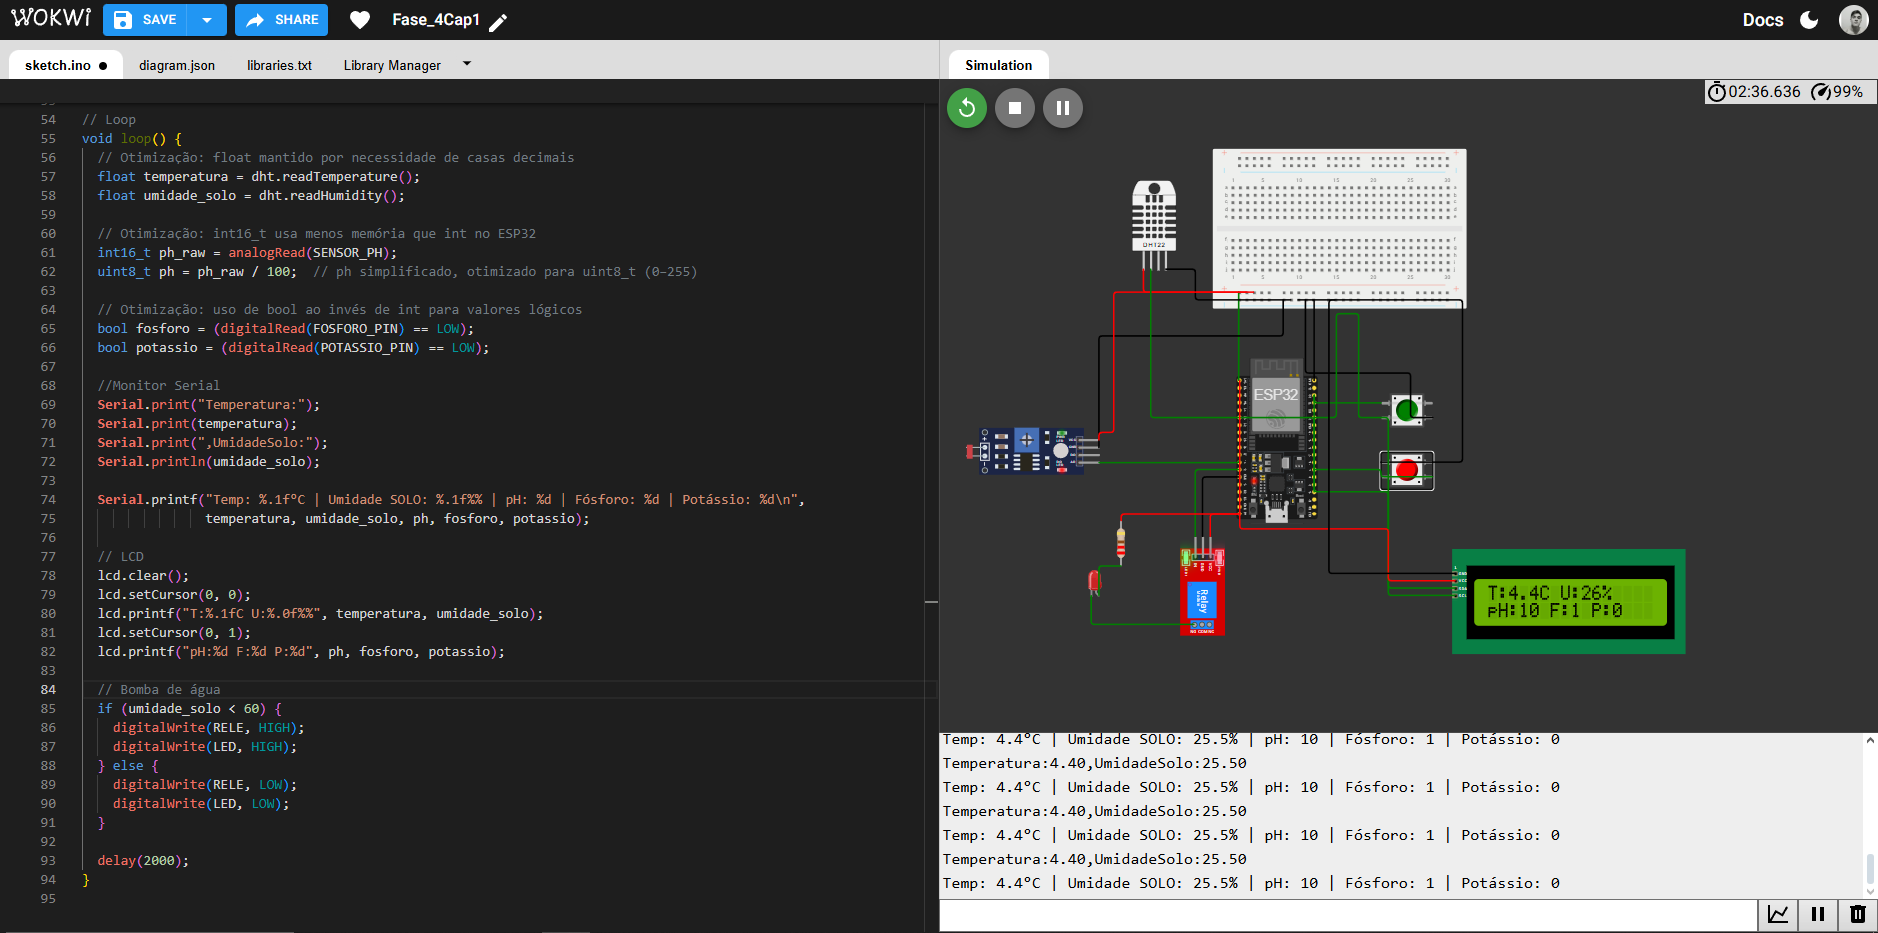 WOKWI SAVE SHARE Fase_4Cap1 Docs
sketch.ino diagram.json libraries.txt Library Manager Simulation
02:36.636 99%
54 // Loop
55 void loop() {
56 // Otimização: float mantido por necessidade de casas decimais
57 float temperatura = dht.readTemperature();
58 float umidade_solo = dht.readHumidity();
59
60 // Otimização: int16_t usa menos memória que int no ESP32
61 int16_t ph_raw = analogRead(SENSOR_PH);
62 uint8_t ph = ph_raw / 100;  // ph simplificado, otimizado para uint8_t (0–255)
63
64 // Otimização: uso de bool ao invés de int para valores lógicos
65 bool fosforo = (digitalRead(FOSFORO_PIN) == LOW);
66 bool potassio = (digitalRead(POTASSIO_PIN) == LOW);
67
68 //Monitor Serial
69 Serial.print("Temperatura:");
70 Serial.print(temperatura);
71 Serial.print(",UmidadeSolo:");
72 Serial.println(umidade_solo);
73
74 Serial.printf("Temp: %.1fºC | Umidade SOLO: %.1f%% | pH: %d | Fósforo: %d | Potássio: %d\n",
75 temperatura, umidade_solo, ph, fosforo, potassio);
76
77 // LCD
78 lcd.clear();
79 lcd.setCursor(0, 0);
80 lcd.printf("T:%.1fC U:%.0f%%", temperatura, umidade_solo);
81 lcd.setCursor(0, 1);
82 lcd.printf("pH:%d F:%d P:%d", ph, fosforo, potassio);
83
84 // Bomba de água
85 if (umidade_solo < 60) {
86 digitalWrite(RELE, HIGH);
87 digitalWrite(LED, HIGH);
88 } else {
89 digitalWrite(RELE, LOW);
90 digitalWrite(LED, LOW);
91 }
92
93 delay(2000);
94 }
95
DHT22
ESP32
Relay
NO COM NC
T:4.4C U:26%
pH:10 F:1 P:0
Temp: 4.4ºC | Umidade SOLO: 25.5% | pH: 10 | Fósforo: 1 | Potássio: 0
Temperatura:4.40,UmidadeSolo:25.50
Temp: 4.4ºC | Umidade SOLO: 25.5% | pH: 10 | Fósforo: 1 | Potássio: 0
Temperatura:4.40,UmidadeSolo:25.50
Temp: 4.4ºC | Umidade SOLO: 25.5% | pH: 10 | Fósforo: 1 | Potássio: 0
Temperatura:4.40,UmidadeSolo:25.50
Temp: 4.4ºC | Umidade SOLO: 25.5% | pH: 10 | Fósforo: 1 | Potássio: 0